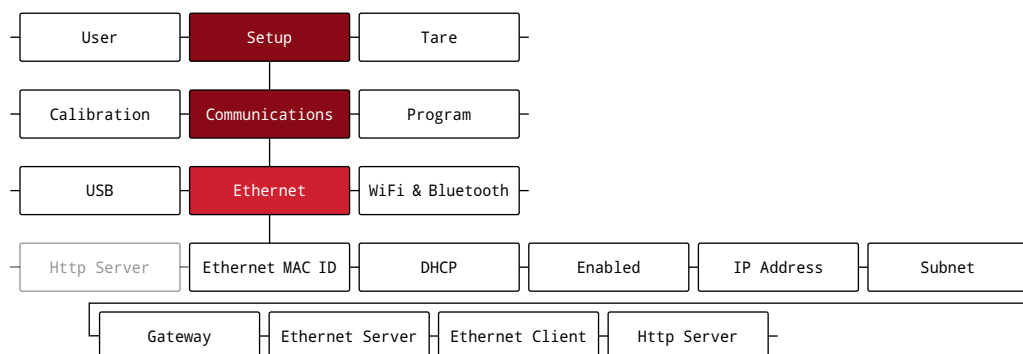 User Setup Tare
Calibration Communications Program
USB Ethernet WiFi & Bluetooth
Http Server Ethernet MAC ID DHCP Enabled IP Address Subnet
Gateway Ethernet Server Ethernet Client Http Server